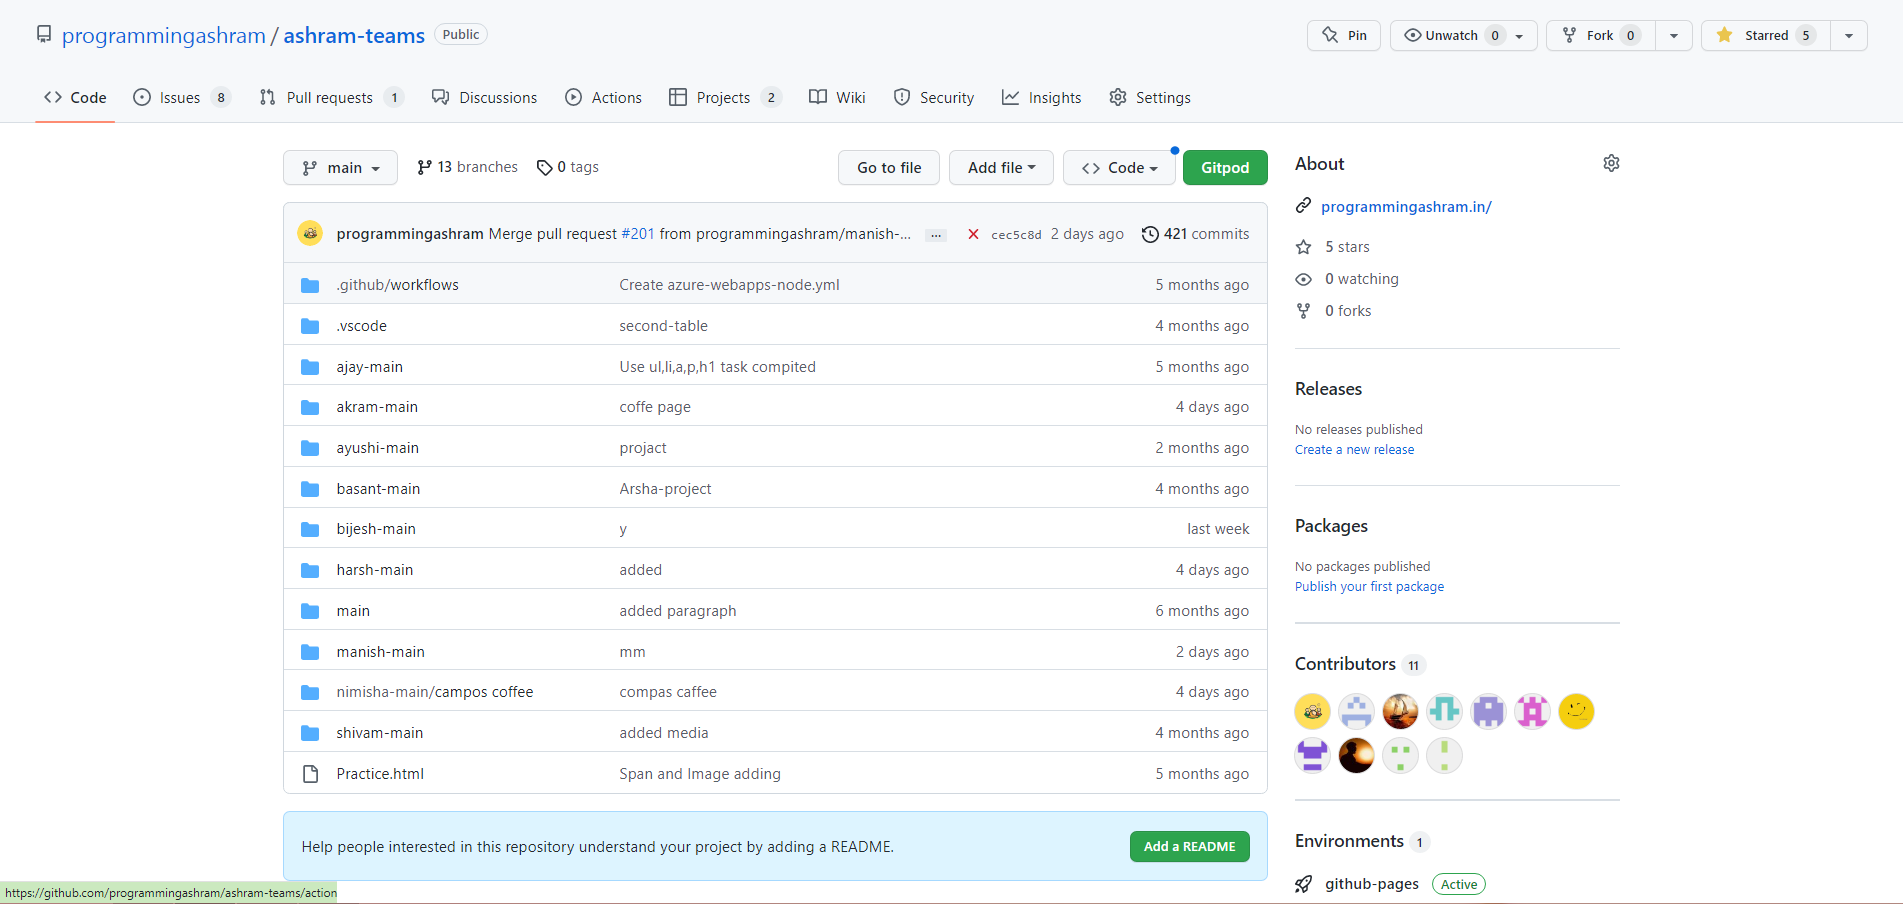 programmingashram / ashram-teams Public
Pin
Unwatch 0
Fork 0
Starred 5
Code
Issues 8
Pull requests 1
Discussions
Actions
Projects 2
Wiki
Security
Insights
Settings
main
13 branches
0 tags
Go to file
Add file
Code
Gitpod
programmingashram Merge pull request #201 from programmingashram/manish-... ... cec5c8d 2 days ago 421 commits
.github/workflows Create azure-webapps-node.yml 5 months ago
.vscode second-table 4 months ago
ajay-main Use ul,li,a,p,h1 task compited 5 months ago
akram-main coffe page 4 days ago
ayushi-main projact 2 months ago
basant-main Arsha-project 4 months ago
bijesh-main y last week
harsh-main added 4 days ago
main added paragraph 6 months ago
manish-main mm 2 days ago
nimisha-main/campos coffee compas caffee 4 days ago
shivam-main added media 4 months ago
Practice.html Span and Image adding 5 months ago
Help people interested in this repository understand your project by adding a README.
Add a README
About
programmingashram.in/
5 stars
0 watching
0 forks
Releases
No releases published
Create a new release
Packages
No packages published
Publish your first package
Contributors 11
Environments 1
github-pages Active
https://github.com/programmingashram/ashram-teams/action